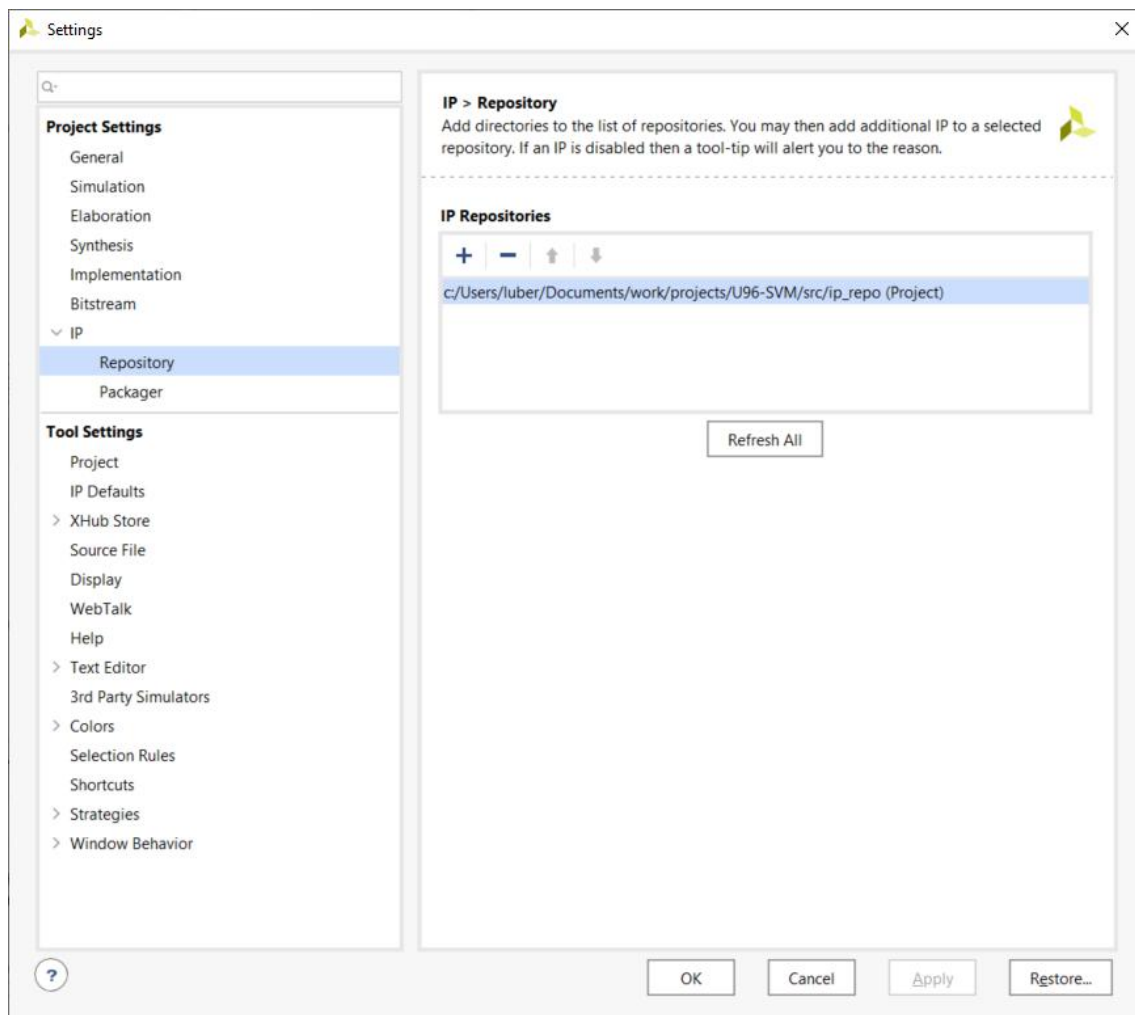 Settings
Project Settings
General
Simulation
Elaboration
Synthesis
Implementation
Bitstream
IP
Repository
Packager
Tool Settings
Project
IP Defaults
XHub Store
Source File
Display
WebTalk
Help
Text Editor
3rd Party Simulators
Colors
Selection Rules
Shortcuts
Strategies
Window Behavior
IP > Repository
Add directories to the list of repositories. You may then add additional IP to a selected
repository. If an IP is disabled then a tool-tip will alert you to the reason.
IP Repositories
c:/Users/luber/Documents/work/projects/U96-SVM/src/ip_repo (Project)
Refresh All
?
OK
Cancel
Apply
Restore...